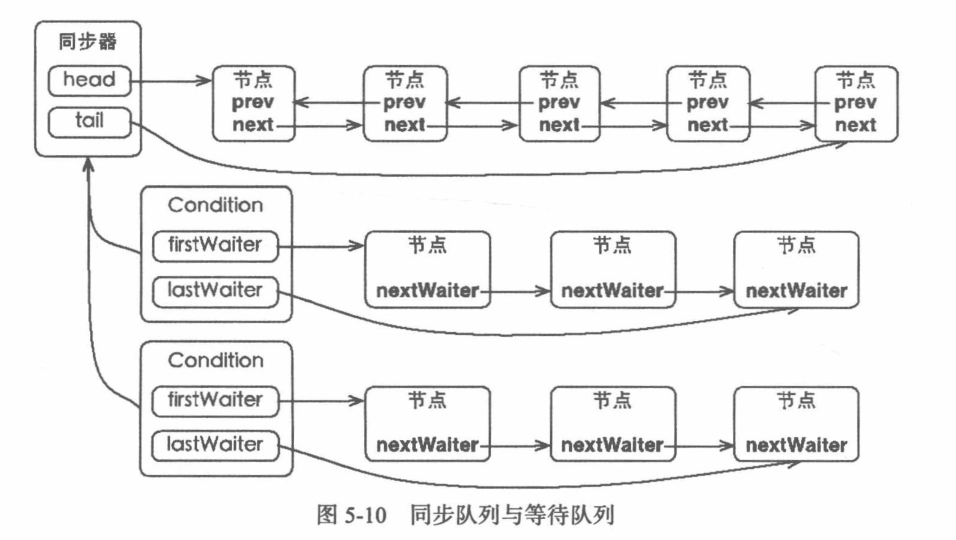 同步器
head
tail
节点
prev
next
节点
prev
next
节点
prev
next
节点
prev
next
节点
prev
next
Condition
firstWaiter
lastWaiter
节点
nextWaiter
节点
nextWaiter
节点
nextWaiter
Condition
firstWaiter
lastWaiter
节点
nextWaiter
节点
nextWaiter
节点
nextWaiter
图 5-10 同步队列与等待队列